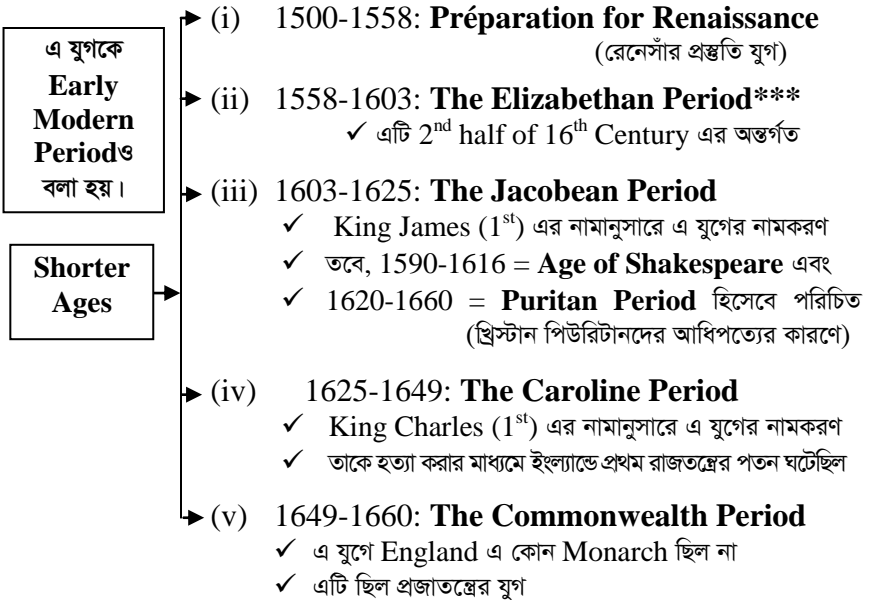 এ যুগকে
Early
Modern
Periodও
বলা হয়।
Shorter
Ages
(i) 1500-1558: Préparation for Renaissance
(রেনেসাঁর প্রস্তুতি যুগ)
(ii) 1558-1603: The Elizabethan Period***
✓ এটি 2nd half of 16th Century এর অন্তর্গত
(iii) 1603-1625: The Jacobean Period
✓ King James (1st) এর নামানুসারে এ যুগের নামকরণ
✓ তবে, 1590-1616 = Age of Shakespeare এবং
✓ 1620-1660 = Puritan Period হিসেবে পরিচিত
(খ্রিস্টান পিউরিটানদের আধিপত্যের কারণে)
(iv) 1625-1649: The Caroline Period
✓ King Charles (1st) এর নামানুসারে এ যুগের নামকরণ
✓ তাকে হত্যা করার মাধ্যমে ইংল্যান্ডে প্রথম রাজতন্ত্রের পতন ঘটেছিল
(v) 1649-1660: The Commonwealth Period
✓ এ যুগে England এ কোন Monarch ছিল না
✓ এটি ছিল প্রজাতন্ত্রের যুগ